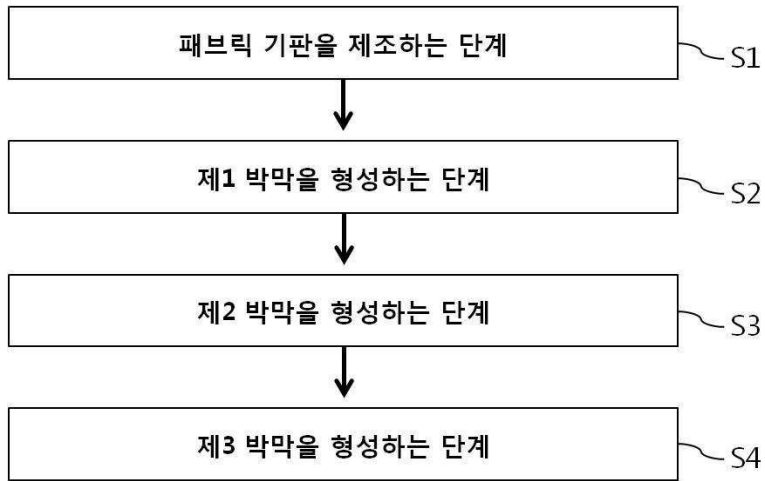 패브릭 기판을 제조하는 단계
S1
제1 박막을 형성하는 단계
S2
제2 박막을 형성하는 단계
S3
제3 박막을 형성하는 단계
S4